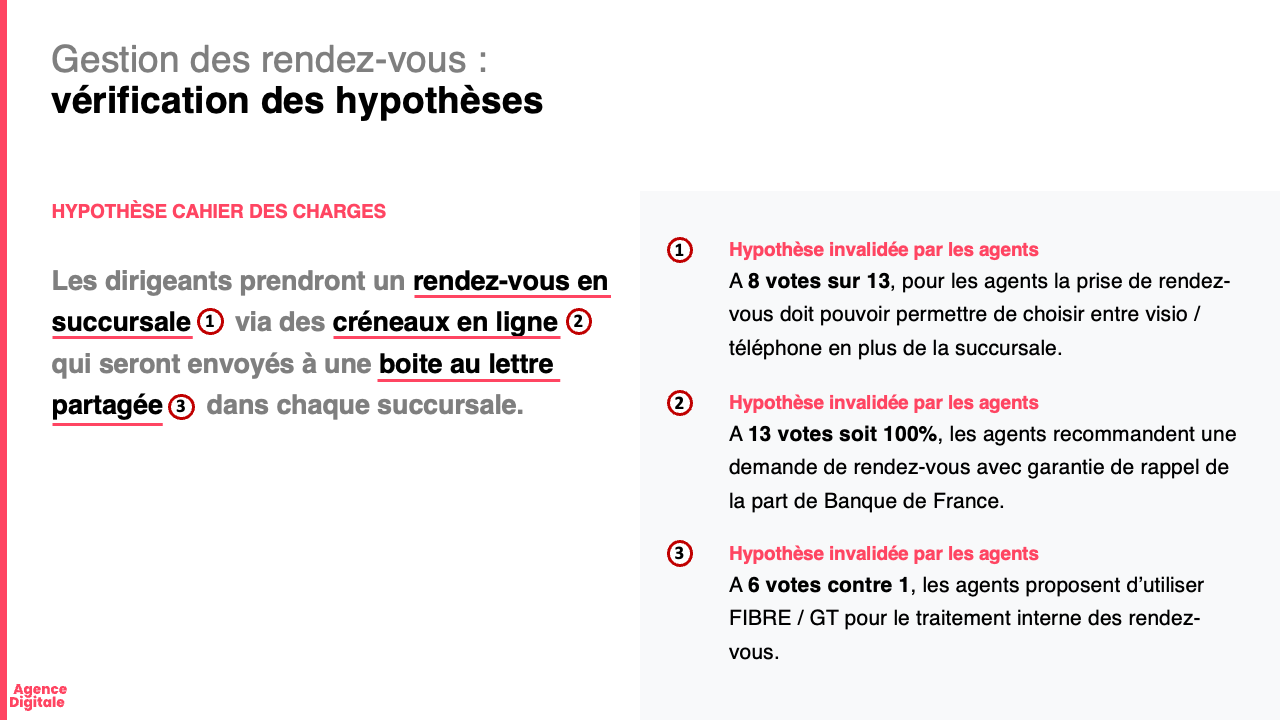 Gestion des rendez-vous :
vérification des hypothèses
HYPOTHÈSE CAHIER DES CHARGES
Les dirigeants prendront un rendez-vous en
succursale 1 via des créneaux en ligne 2
qui seront envoyés à une boite au lettre
partagée 3 dans chaque succursale.
1 Hypothèse invalidée par les agents
A 8 votes sur 13, pour les agents la prise de rendez-
vous doit pouvoir permettre de choisir entre visio /
téléphone en plus de la succursale.
2 Hypothèse invalidée par les agents
A 13 votes soit 100%, les agents recommandent une
demande de rendez-vous avec garantie de rappel de
la part de Banque de France.
3 Hypothèse invalidée par les agents
A 6 votes contre 1, les agents proposent d’utiliser
FIBRE / GT pour le traitement interne des rendez-
vous.
Agence
Digitale